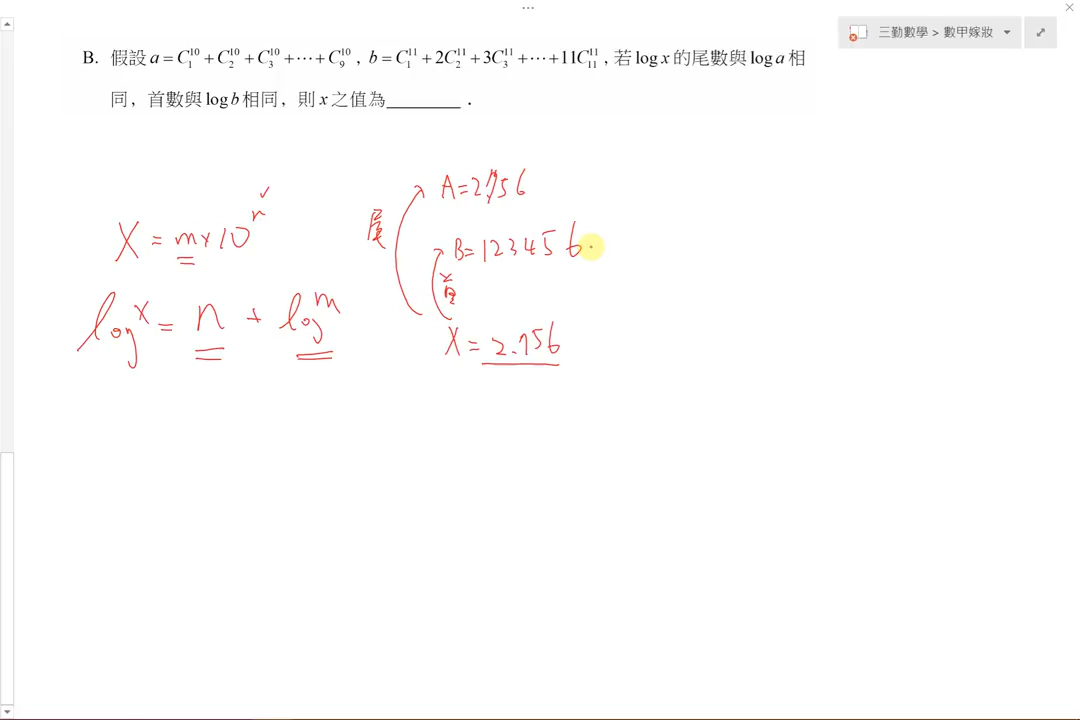 三勤數學 > 數甲嫁妝
B. 假設 a = C₁¹⁰ + C₂¹⁰ + C₃¹⁰ + ⋯ + C₉¹⁰, b = C₁¹¹ + 2C₂¹¹ + 3C₃¹¹ + ⋯ + 11C₁₁¹¹, 若 log x 的尾數與 log a 相
同, 首數與 log b 相同, 則 x 之值為________.
X = m × 10ⁿ
log X = n + log m
尾 A = 2756
首 B = 123456
X = 2.756